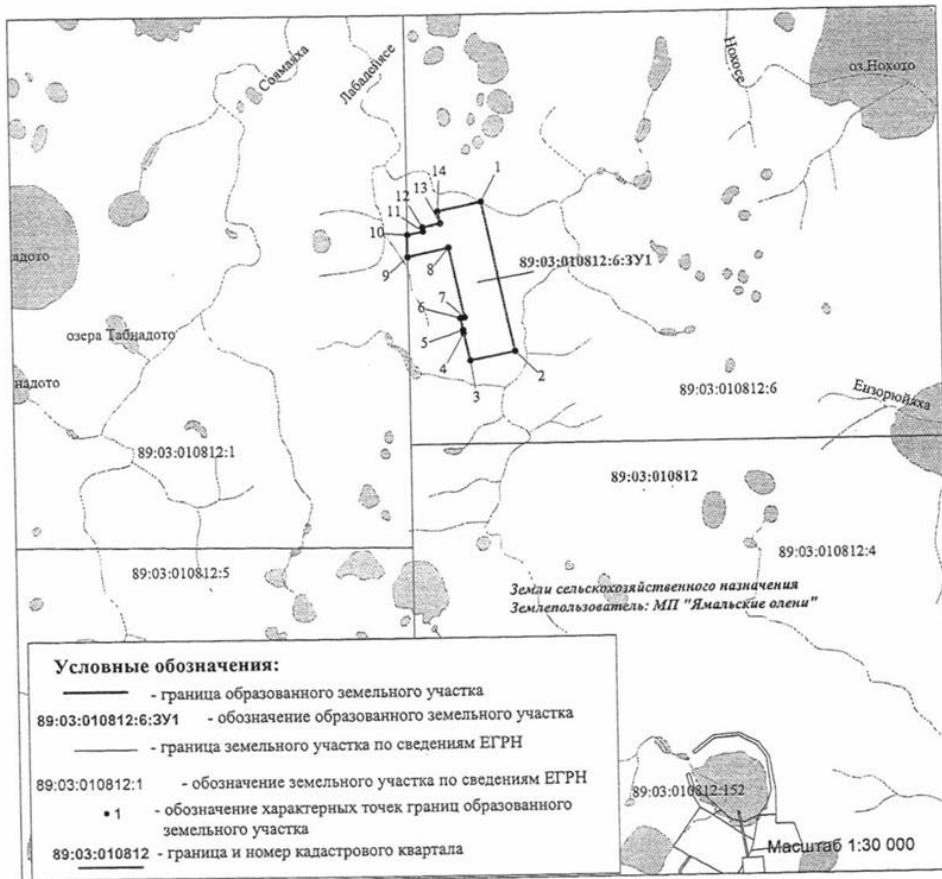 Соямаяха
Лабадейясе
Нокосе
оз.Нохото
14
1
13
12
11
10
8
9
89:03:010812:6:ЗУ1
адото
7
6
озера Табнадото
5
4
2
3
надото
89:03:010812:6
Ензорюйяха
89:03:010812:1
89:03:010812
89:03:010812:4
89:03:010812:5
Земли сельскохозяйственного назначения
Землепользователь: МП "Ямальские олени"
Условные обозначения:
- граница образованного земельного участка
89:03:010812:6:ЗУ1 - обозначение образованного земельного участка
- граница земельного участка по сведениям ЕГРН
89:03:010812:1 - обозначение земельного участка по сведениям ЕГРН
• 1 - обозначение характерных точек границ образованного
земельного участка
89:03:010812 - граница и номер кадастрового квартала
89:03:010812:152
Масштаб 1:30 000